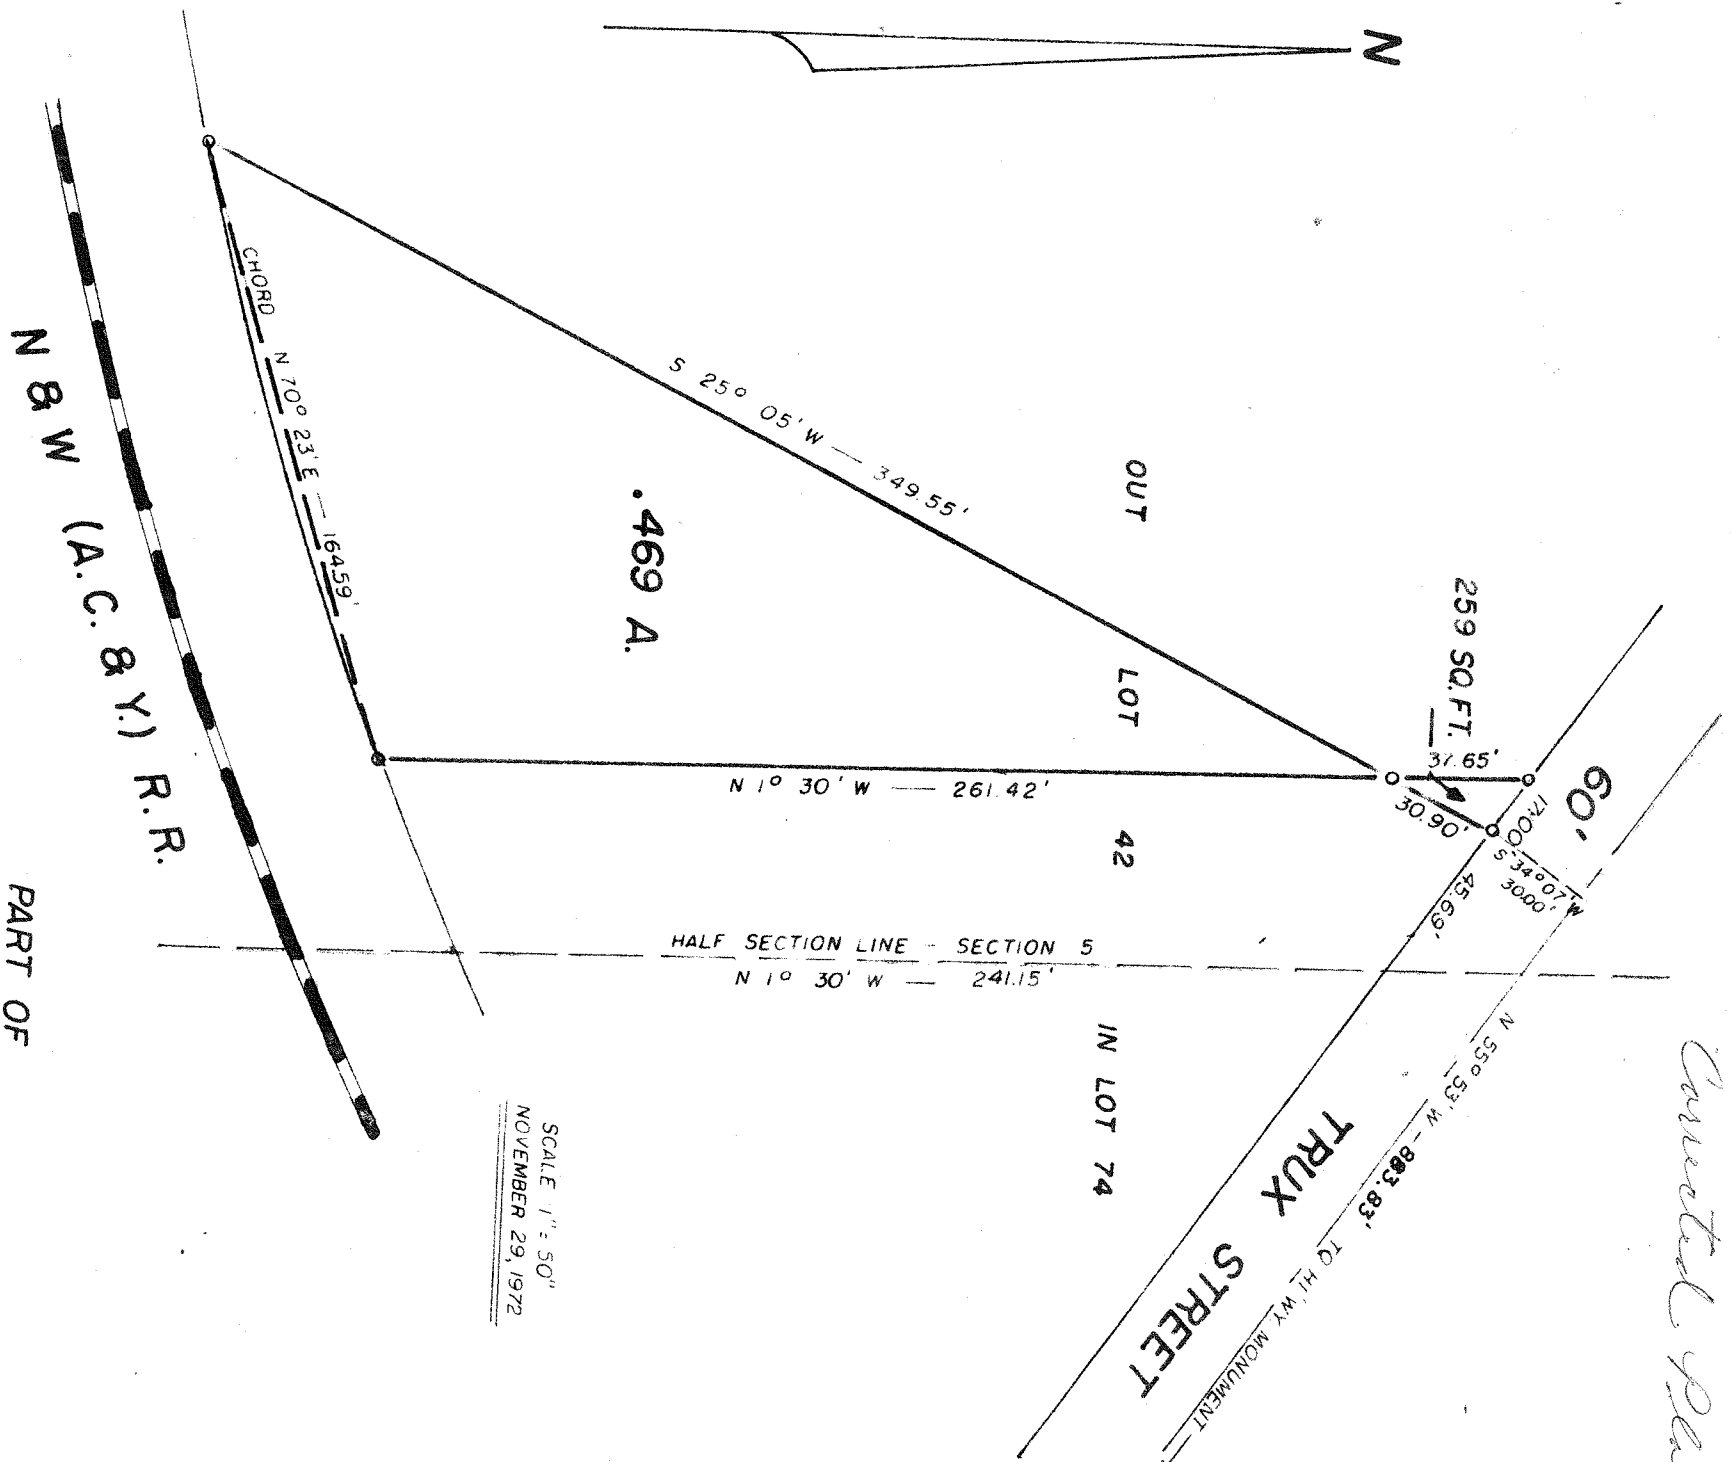 N
Corrected
60'
259 SQ.FT.
37.65'
17.00
30.90'
S 34° 07' W
30.00'
45.69'
N 55° 53' W - 883.83' TO HI'WY. MONUMENT
TRUX STREET
OUT LOT 42
IN LOT 74
S 25° 05' W — 349.55'
N 1° 30' W — 261.42'
HALF SECTION LINE - SECTION 5
N 1° 30' W — 241.15'
.469 A.
CHORD N 70° 23' E — 164.59'
SCALE 1" = 50"
NOVEMBER 29, 1972
N & W (A.C. & Y.) R.R.
PART OF